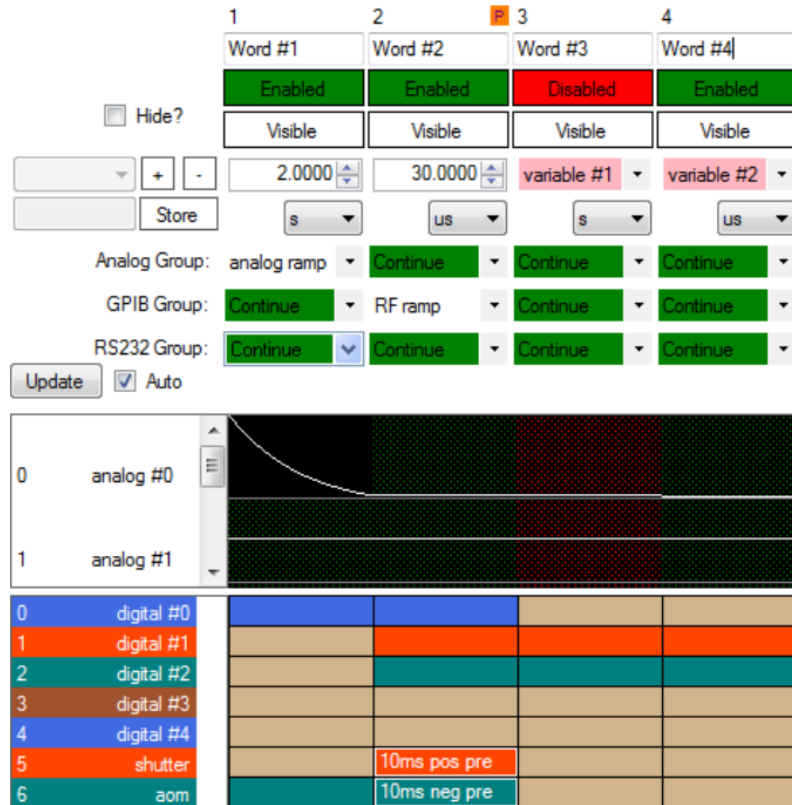 1 2 P 3 4
Word #1 Word #2 Word #3 Word #4
Enabled Enabled Disabled Enabled
Hide?
Visible Visible Visible Visible
+ - 2.0000 30.0000 variable #1 variable #2
Store s us s us
Analog Group: analog ramp Continue Continue Continue
GPIB Group: Continue RF ramp Continue Continue
RS232 Group: Continue Continue Continue Continue
Update Auto
0 analog #0
1 analog #1
0 digital #0
1 digital #1
2 digital #2
3 digital #3
4 digital #4
5 shutter 10ms pos pre
6 aom 10ms neg pre